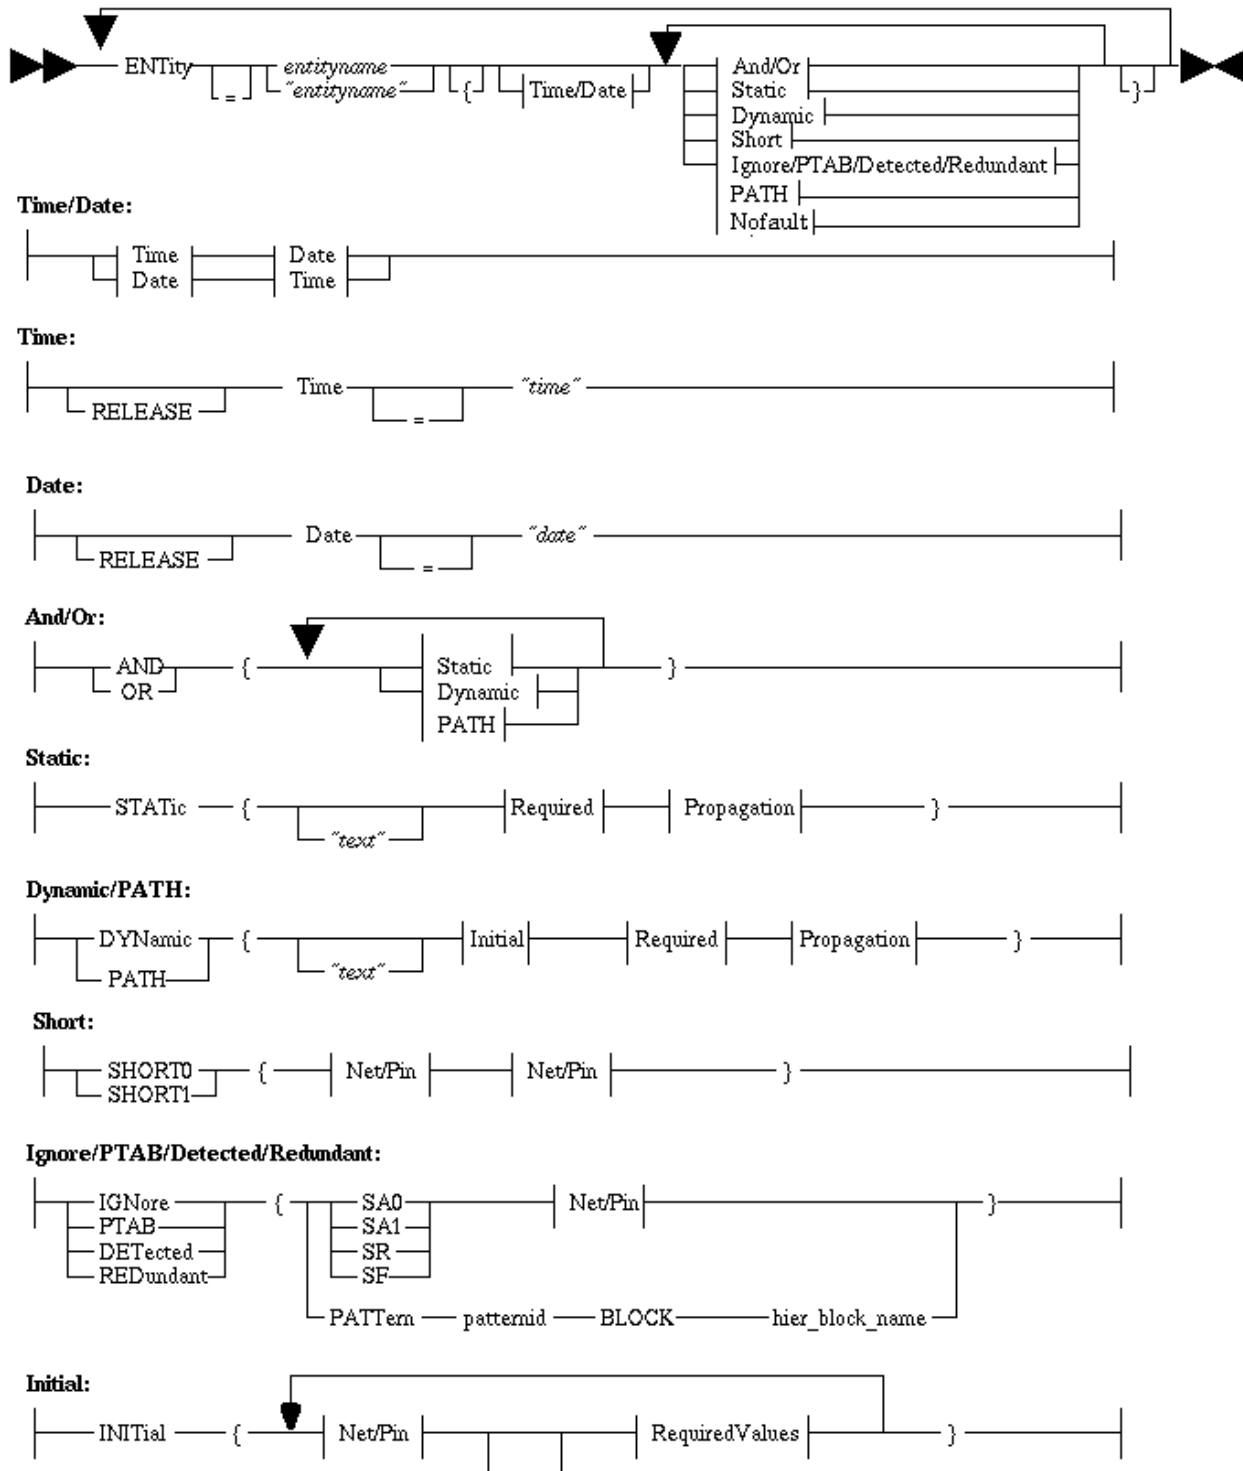 ENTity = entityname "entityname" { Time/Date And/Or }
Static
Dynamic
Short
Ignore/PTAB/Detected/Redundant
PATH
Nofault
Time/Date:
Time Date
Date Time
Time:
RELEASE Time = "time"
Date:
RELEASE Date = "date"
And/Or:
AND { Static }
OR Dynamic
PATH
Static:
STATic { "text" Required Propagation }
Dynamic/PATH:
DYNamic { "text" Initial Required Propagation }
PATH
Short:
SHORT0 { Net/Pin Net/Pin }
SHORT1
Ignore/PTAB/Detected/Redundant:
IGNore { SA0 Net/Pin }
PTAB SA1
DETected SR
REDundant SF
PATTern patternid BLOCK hier_block_name
Initial:
INITial { Net/Pin RequiredValues }